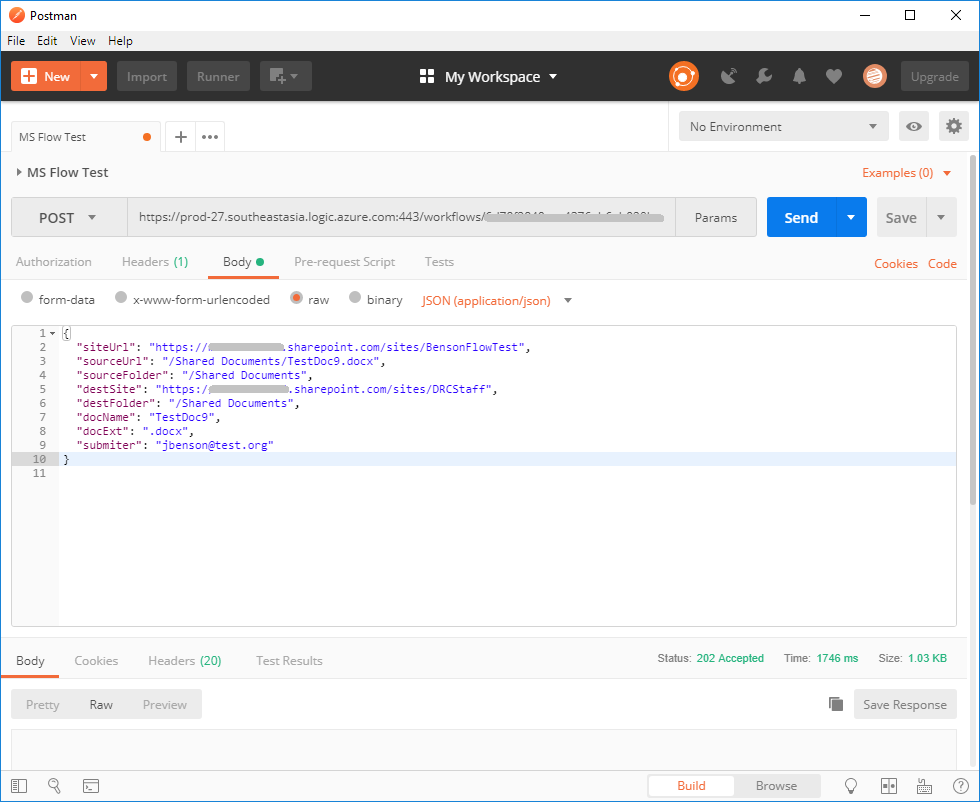 Postman
File Edit View Help
New Import Runner My Workspace Upgrade
MS Flow Test + ••• No Environment
MS Flow Test Examples (0)
POST https://prod-27.southeastasia.logic.azure.com:443/workflows/ Params Send Save
Authorization Headers (1) Body Pre-request Script Tests Cookies Code
form-data x-www-form-urlencoded raw binary JSON (application/json)
1 {
2 "siteUrl": "https:// .sharepoint.com/sites/BensonFlowTest",
3 "sourceUrl": "/Shared Documents/TestDoc9.docx",
4 "sourceFolder": "/Shared Documents",
5 "destSite": "https:/ .sharepoint.com/sites/DRCStaff",
6 "destFolder": "/Shared Documents",
7 "docName": "TestDoc9",
8 "docExt": ".docx",
9 "submiter": "jbenson@test.org"
10 }
11
Body Cookies Headers (20) Test Results Status: 202 Accepted Time: 1746 ms Size: 1.03 KB
Pretty Raw Preview Save Response
Build Browse ?